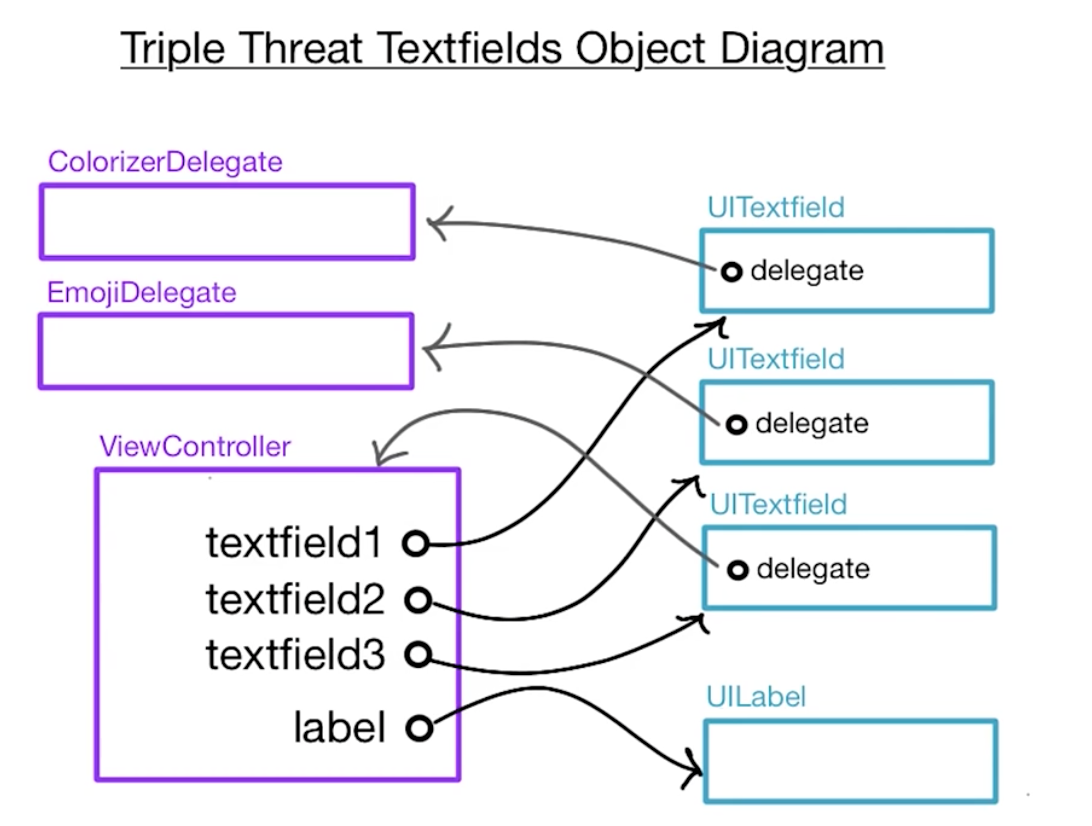 Triple Threat Textfields Object Diagram
ColorizerDelegate
EmojiDelegate
ViewController
textfield1
textfield2
textfield3
label
UITextfield
delegate
UITextfield
delegate
UITextfield
delegate
UILabel